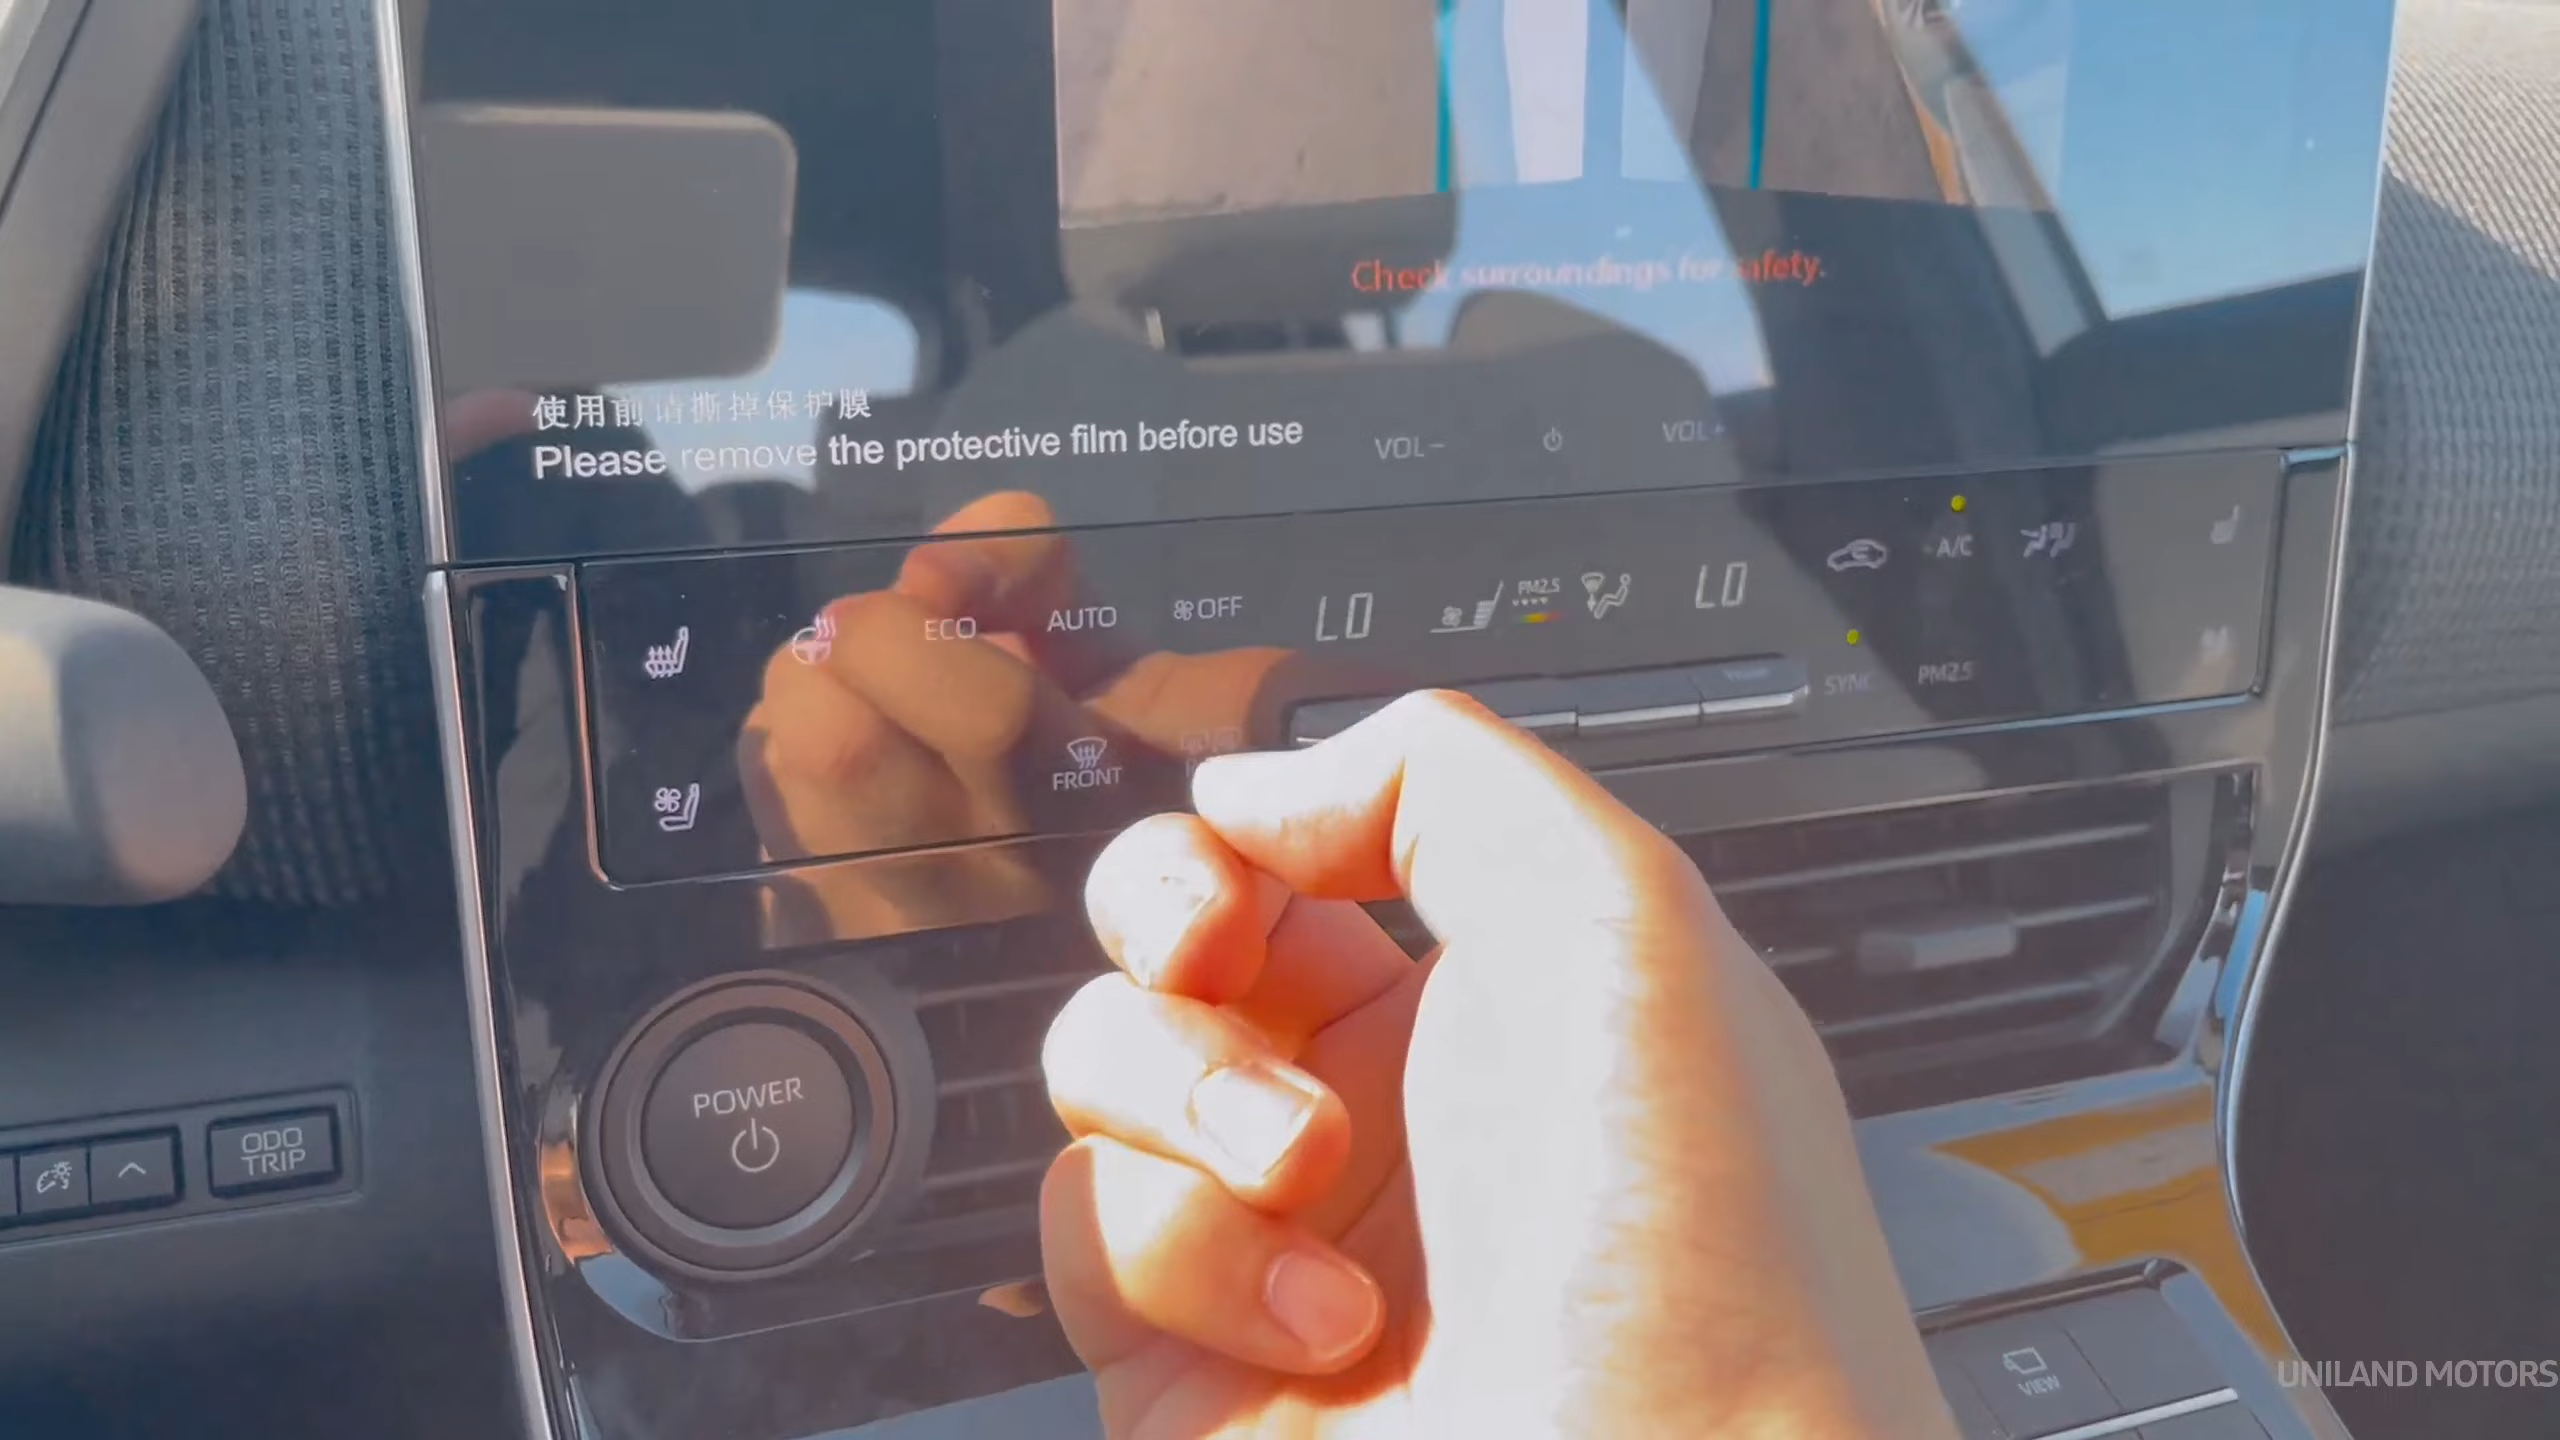 Check surroundings for safety.
使用前请撕掉保护膜
Please remove the protective film before use
VOL− VOL+
ECO AUTO OFF LO PM2.5 LO A/C
SYNC PM2.5
FRONT
POWER
ODO
TRIP
VIEW
UNILAND MOTORS